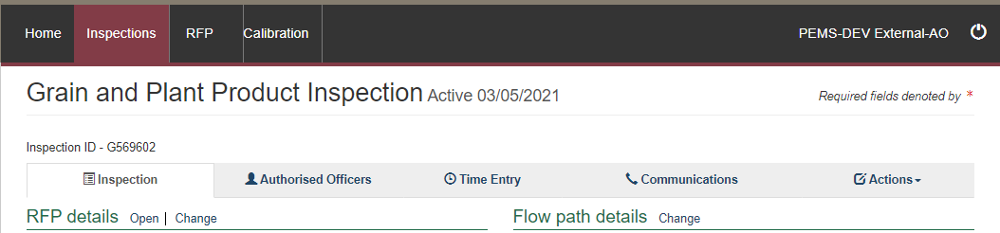 Home Inspections RFP Calibration PEMS-DEV External-AO
Grain and Plant Product Inspection Active 03/05/2021 Required fields denoted by *
Inspection ID - G569602
Inspection Authorised Officers Time Entry Communications Actions
RFP details Open | Change Flow path details Change